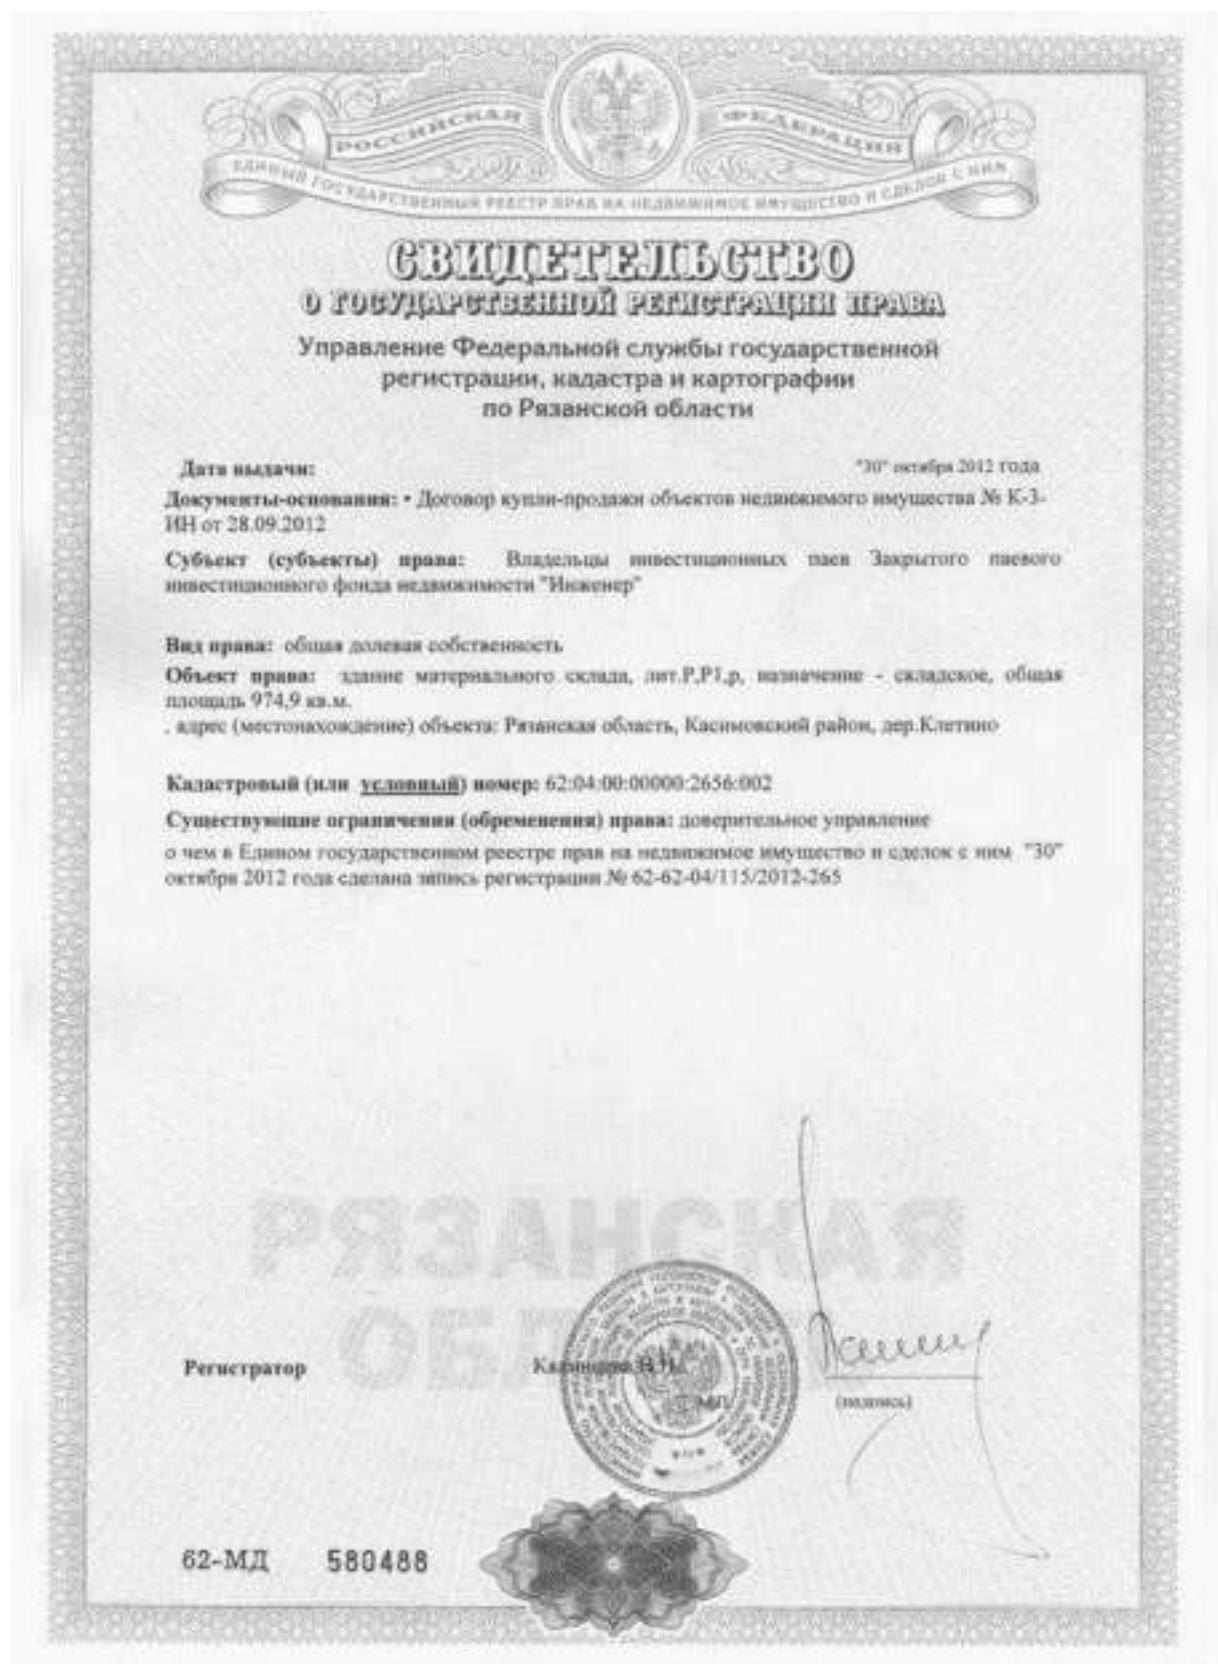 РОССИЙСКАЯ ФЕДЕРАЦИЯ
ЕДИНЫЙ ГОСУДАРСТВЕННЫЙ РЕЕСТР ПРАВ НА НЕДВИЖИМОЕ ИМУЩЕСТВО И СДЕЛОК С НИМ
СВИДЕТЕЛЬСТВО
О ГОСУДАРСТВЕННОЙ РЕГИСТРАЦИИ ПРАВА
Управление Федеральной службы государственной
регистрации, кадастра и картографии
по Рязанской области
Дата выдачи: "30" октября 2012 года
Документы-основания: • Договор купли-продажи объектов недвижимого имущества № К-3-
ИН от 28.09.2012
Субъект (субъекты) права: Владельцы инвестиционных паев Закрытого паевого
инвестиционного фонда недвижимости "Инженер"
Вид права: общая долевая собственность
Объект права: здание материального склада, лит.Р,Р1,р, назначение - складское, общая
площадь 974,9 кв.м.
. адрес (местонахождение) объекта: Рязанская область, Касимовский район, дер.Клетино
Кадастровый (или условный) номер: 62:04:00:00000:2656:002
Существующие ограничения (обременения) права: доверительное управление
о чем в Едином государственном реестре прав на недвижимое имущество и сделок с ним "30"
октября 2012 года сделана запись регистрации № 62-62-04/115/2012-265
РЯЗАНСКАЯ
Регистратор
М.П.
(подпись)
62-МД 580488